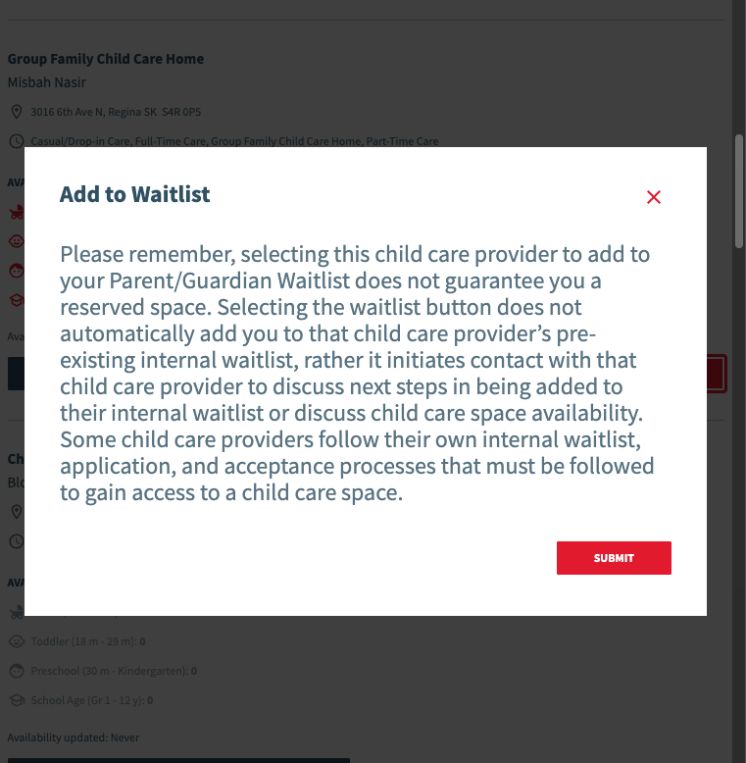 Group Family Child Care Home
Misbah Nasir
3016 6th Ave N, Regina SK S4R 0P5
Casual/Drop-in Care, Full-Time Care, Group Family Child Care Home, Part-Time Care
Add to Waitlist
Please remember, selecting this child care provider to add to
your Parent/Guardian Waitlist does not guarantee you a
reserved space. Selecting the waitlist button does not
automatically add you to that child care provider’s pre-
existing internal waitlist, rather it initiates contact with that
child care provider to discuss next steps in being added to
their internal waitlist or discuss child care space availability.
Some child care providers follow their own internal waitlist,
application, and acceptance processes that must be followed
to gain access to a child care space.
SUBMIT
Toddler (18 m - 29 m): 0
Preschool (30 m - Kindergarten): 0
School Age (Gr 1 - 12 y): 0
Availability updated: Never